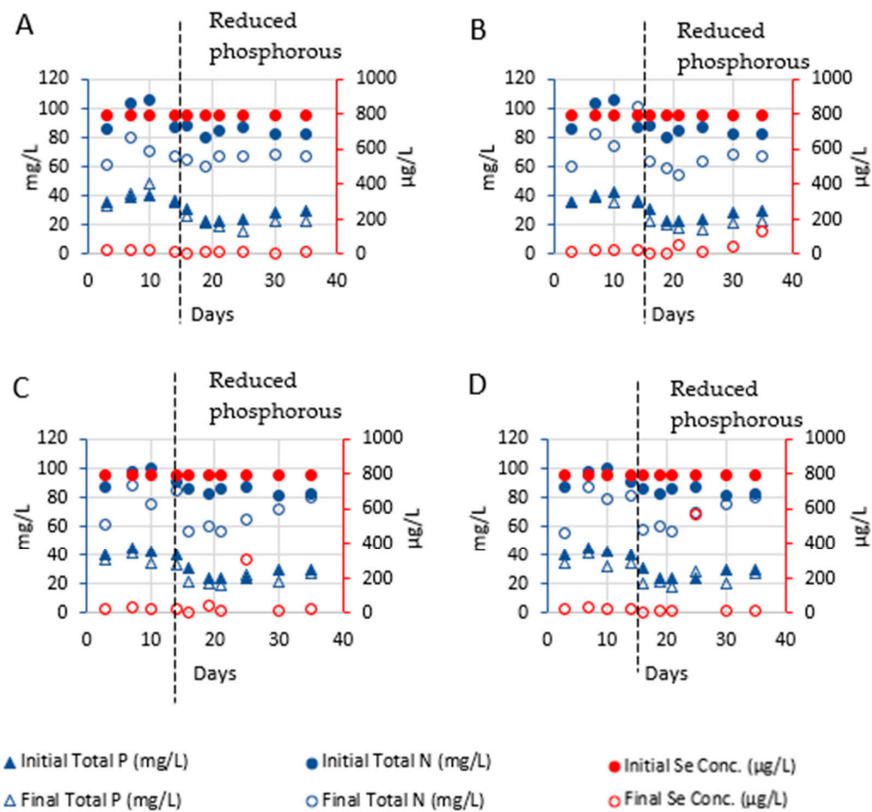 A
Reduced
phosphorous
120
100
80
60
40
20
0
mg/L
1000
800
600
400
200
0
µg/L
0
10
20
30
40
Days
B
Reduced
phosphorous
120
100
80
60
40
20
0
mg/L
1000
800
600
400
200
0
µg/L
0
10
20
30
40
Days
C
Reduced
phosphorous
120
100
80
60
40
20
0
mg/L
1000
800
600
400
200
0
µg/L
0
10
20
30
40
Days
D
Reduced
phosphorous
120
100
80
60
40
20
0
mg/L
1000
800
600
400
200
0
µg/L
0
10
20
30
40
Days
Initial Total P (mg/L)
Initial Total N (mg/L)
Initial Se Conc. (µg/L)
Final Total P (mg/L)
Final Total N (mg/L)
Final Se Conc. (µg/L)